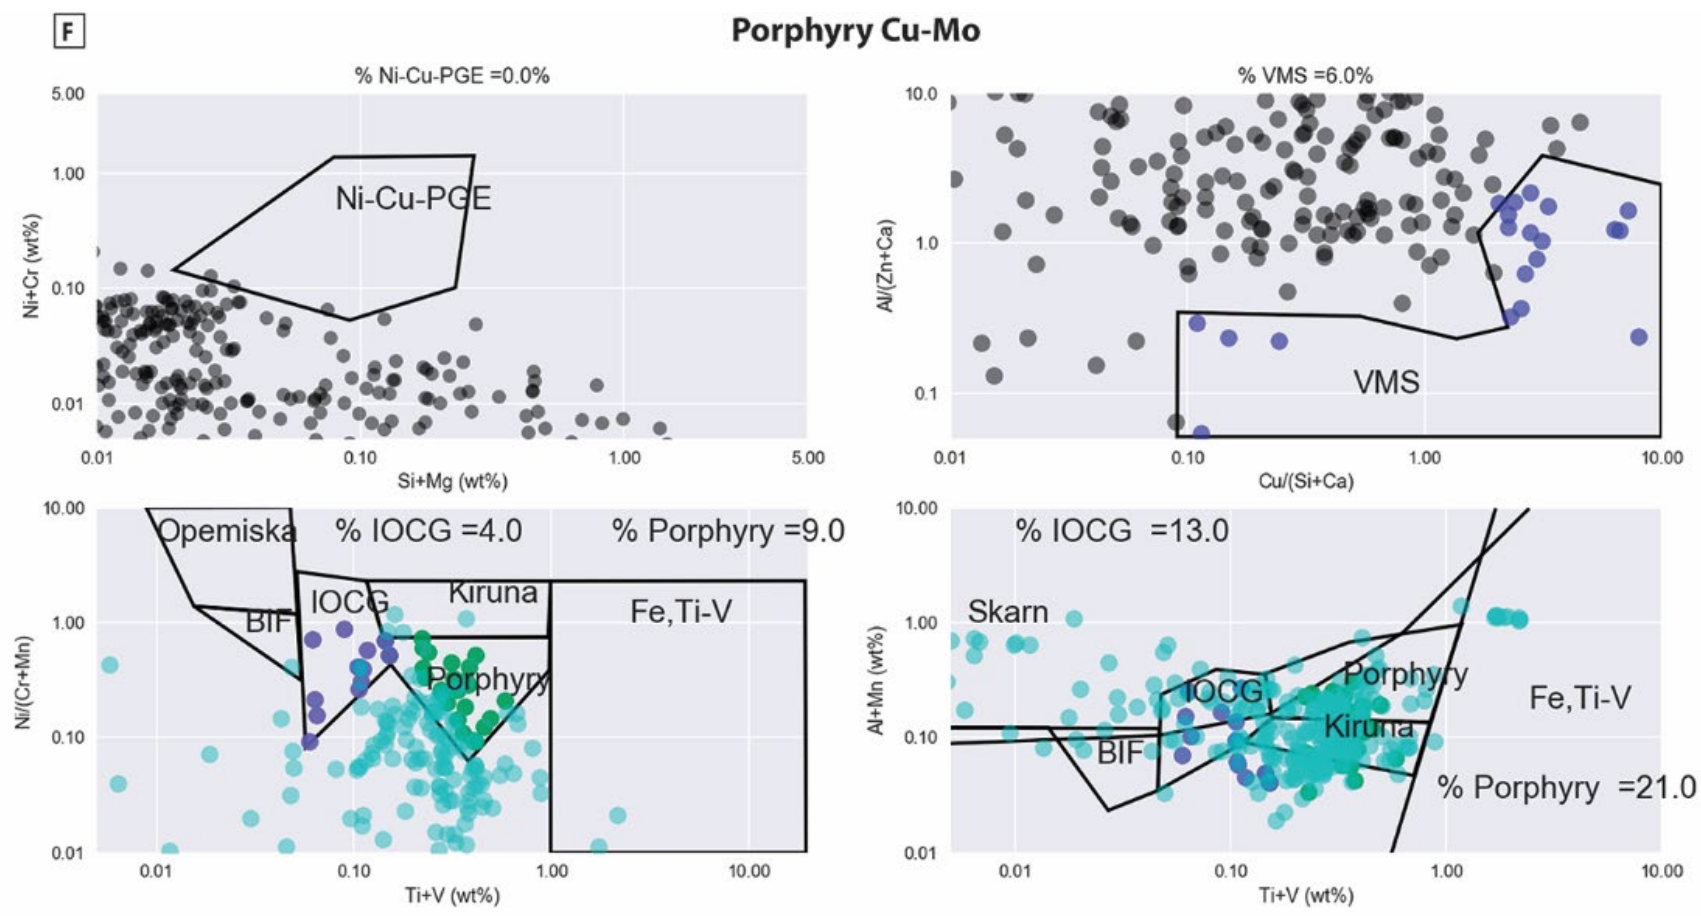 F
Porphyry Cu-Mo
% Ni-Cu-PGE =0.0%
5.00
1.00
0.10
0.01
Ni+Cr (wt%)
Ni-Cu-PGE
0.01
0.10
1.00
5.00
Si+Mg (wt%)
% VMS =6.0%
10.0
1.0
0.1
Al/(Zn+Ca)
VMS
0.01
0.10
1.00
10.00
Cu/(Si+Ca)
10.00
1.00
0.10
0.01
Ni/(Cr+Mn)
Opemiska
% IOCG =4.0
% Porphyry =9.0
BIF
IOCG
Kiruna
Fe,Ti-V
Porphyry
0.01
0.10
1.00
10.00
Ti+V (wt%)
10.00
1.00
0.10
0.01
Al+Mn (wt%)
% IOCG =13.0
Skarn
IOCG
Porphyry
Fe,Ti-V
Kiruna
BIF
% Porphyry =21.0
0.01
0.10
1.00
10.00
Ti+V (wt%)